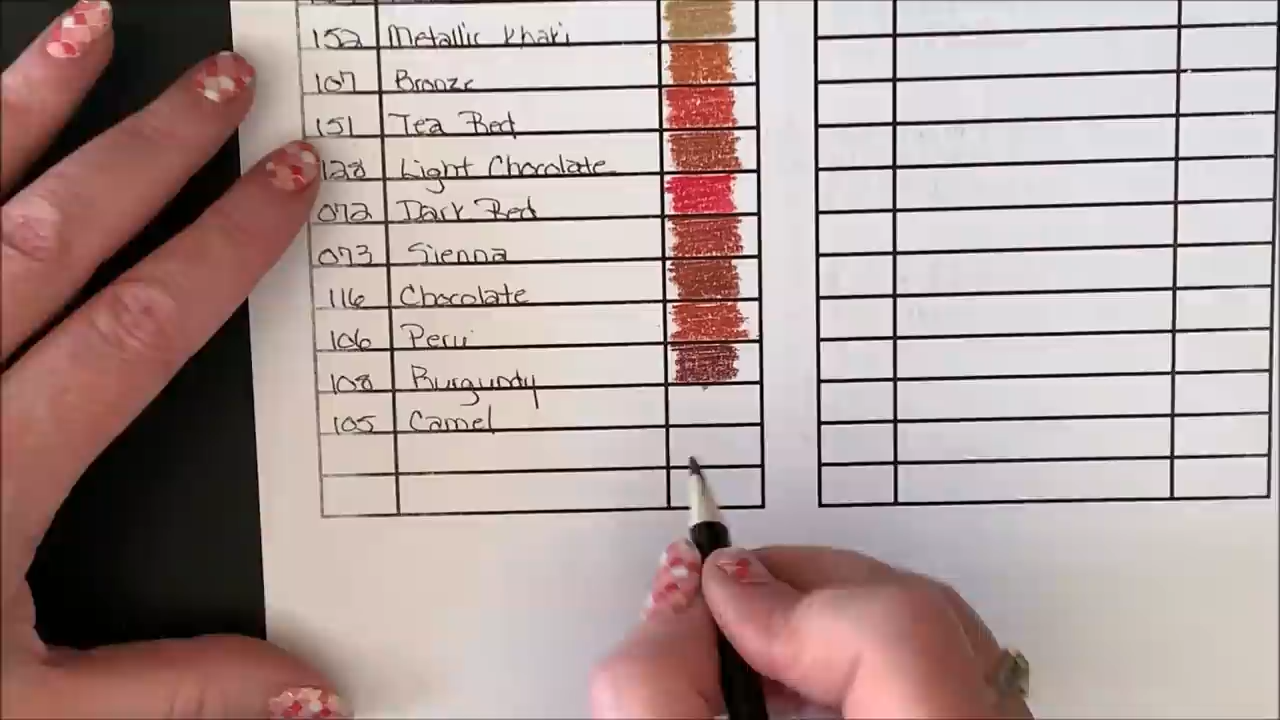 152 Metallic Khaki
107 Bronze
151 Tea Red
128 Light Chocolate
072 Dark Red
073 Sienna
116 Chocolate
106 Peru
108 Burgundy
105 Camel